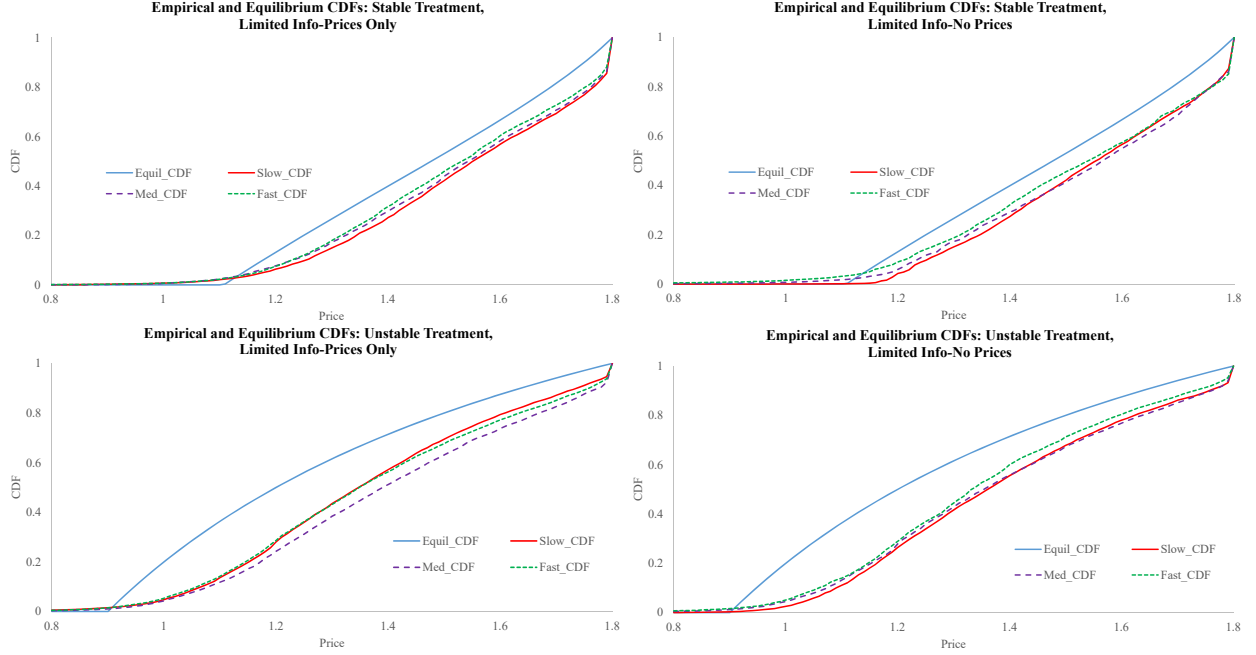 Empirical and Equilibrium CDFs: Stable Treatment,
Limited Info-Prices Only
1
0.8
0.6
0.4
0.2
0
CDF
Equil_CDF
Slow_CDF
Med_CDF
Fast_CDF
0.8
1
1.2
1.4
1.6
1.8
Price
Empirical and Equilibrium CDFs: Stable Treatment,
Limited Info-No Prices
1
0.8
0.6
0.4
0.2
0
CDF
Equil_CDF
Slow_CDF
Med_CDF
Fast_CDF
0.8
1
1.2
1.4
1.6
1.8
Price
Empirical and Equilibrium CDFs: Unstable Treatment,
Limited Info-Prices Only
1
0.8
0.6
0.4
0.2
0
CDF
Equil_CDF
Slow_CDF
Med_CDF
Fast_CDF
0.8
1
1.2
1.4
1.6
1.8
Price
Empirical and Equilibrium CDFs: Unstable Treatment,
Limited Info-No Prices
1
0.8
0.6
0.4
0.2
0
CDF
Equil_CDF
Slow_CDF
Med_CDF
Fast_CDF
0.8
1
1.2
1.4
1.6
1.8
Price